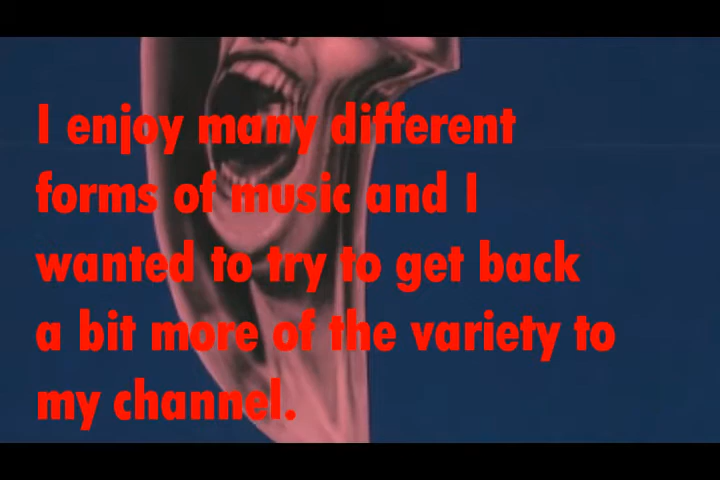 I enjoy many different
forms of music and I
wanted to try to get back
a bit more of the variety to
my channel.